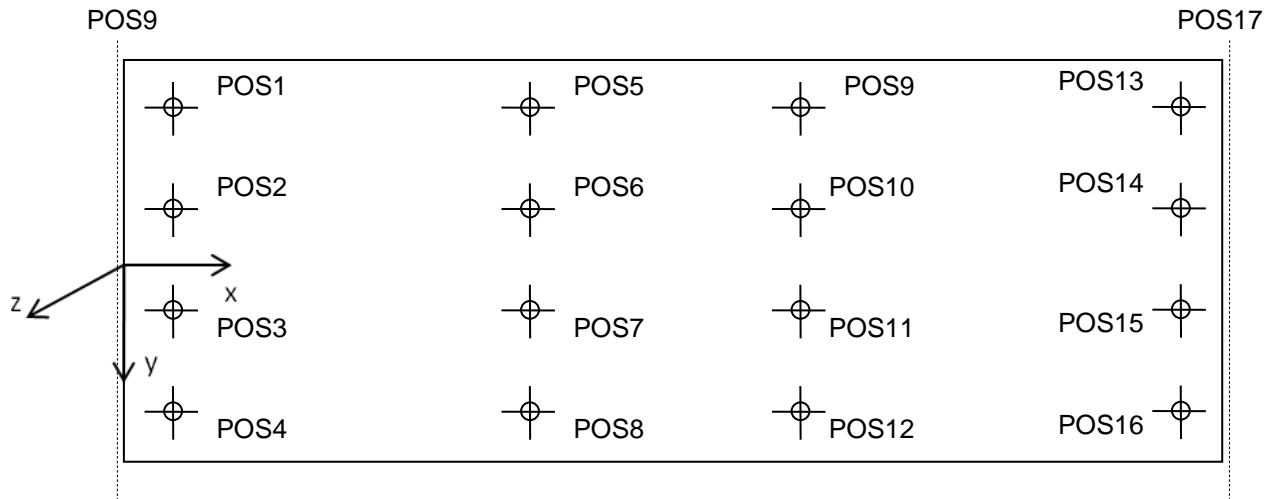 POS9 POS17
POS1 POS5 POS9 POS13
POS2 POS6 POS10 POS14
x
z
POS3 POS7 POS11 POS15
y
POS4 POS8 POS12 POS16